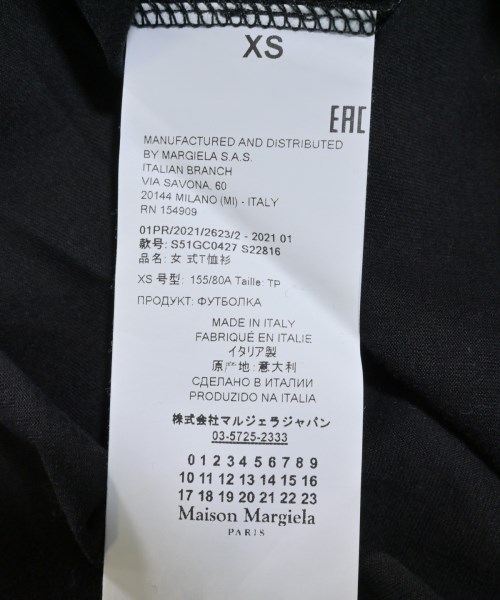 XS
EAC
MANUFACTURED AND DISTRIBUTED
BY MARGIELA S.A.S.
ITALIAN BRANCH
VIA SAVONA, 60
20144 MILANO (MI) - ITALY
RN 154909
01PR/2021/2623/2 - 2021 01
款号: S51GC0427 S22816
品名: 女 式T恤衫
XS 号型: 155/80A Taille: TP
ПРОДУКТ: ФУТБОЛКА
MADE IN ITALY
FABRIQUÉ EN ITALIE
イタリア製
原产地: 意大利
СДЕЛАНО В ИТАЛИИ
PRODUZIDO NA ITALIA
株式会社マルジェラジャパン
03-5725-2333
0 1 2 3 4 5 6 7 8 9
10 11 12 13 14 15 16
17 18 19 20 21 22 23
Maison Margiela
PARIS